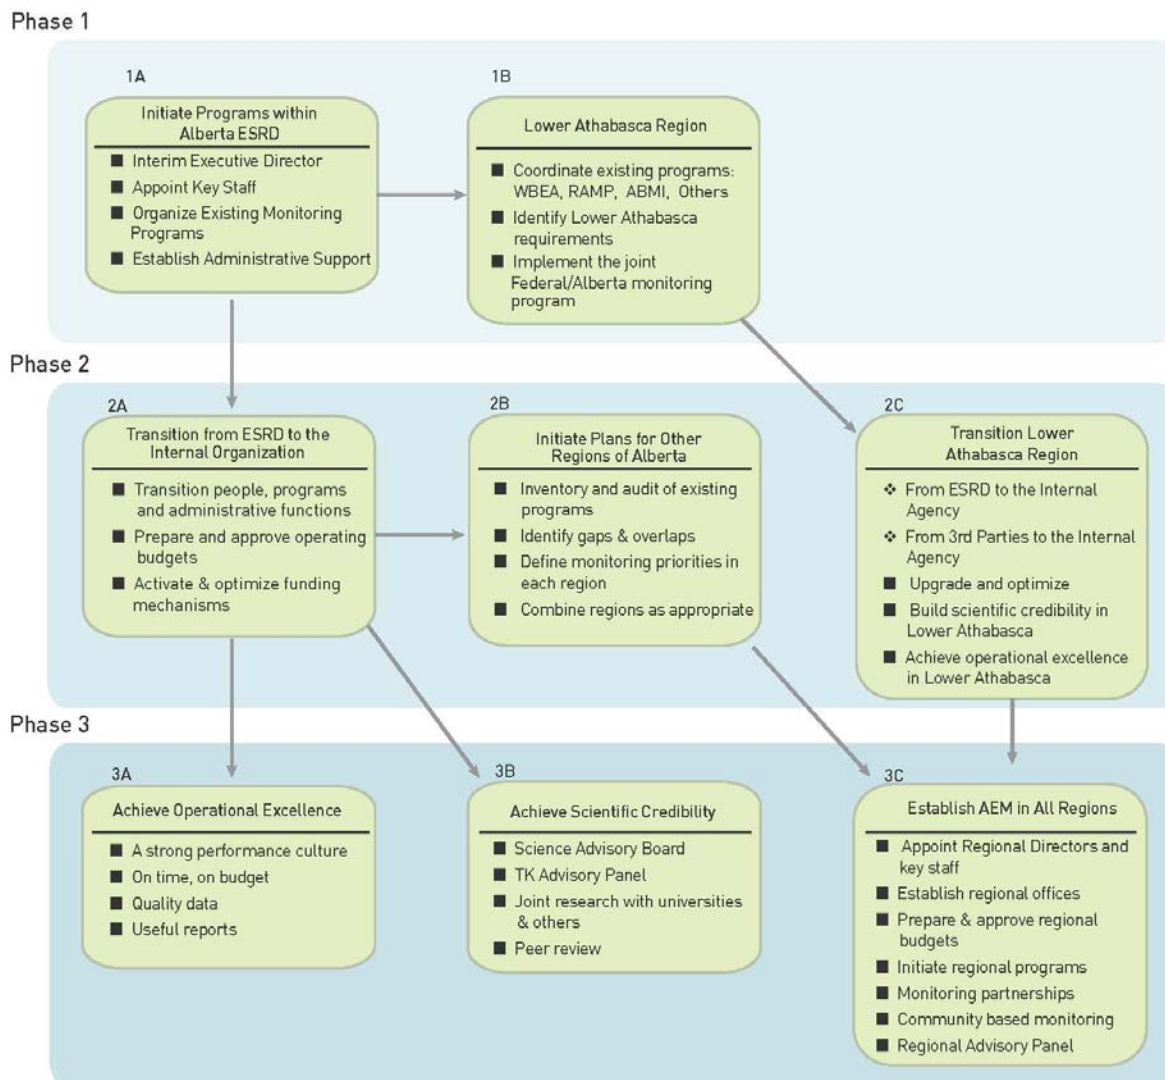 Phase 1
1A
Initiate Programs within
Alberta ESRD
Interim Executive Director
Appoint Key Staff
Organize Existing Monitoring
Programs
Establish Administrative Support
1B
Lower Athabasca Region
Coordinate existing programs:
WBEA, RAMP, ABMI, Others
Identify Lower Athabasca
requirements
Implement the joint
Federal/Alberta monitoring
program
Phase 2
2A
Transition from ESRD to the
Internal Organization
Transition people, programs
and administrative functions
Prepare and approve operating
budgets
Activate & optimize funding
mechanisms
2B
Initiate Plans for Other
Regions of Alberta
Inventory and audit of existing
programs
Identify gaps & overlaps
Define monitoring priorities in
each region
Combine regions as appropriate
2C
Transition Lower
Athabasca Region
From ESRD to the Internal
Agency
From 3rd Parties to the Internal
Agency
Upgrade and optimize
Build scientific credibility in
Lower Athabasca
Achieve operational excellence
in Lower Athabasca
Phase 3
3A
Achieve Operational Excellence
A strong performance culture
On time, on budget
Quality data
Useful reports
3B
Achieve Scientific Credibility
Science Advisory Board
TK Advisory Panel
Joint research with universities
& others
Peer review
3C
Establish AEM in All Regions
Appoint Regional Directors and
key staff
Establish regional offices
Prepare & approve regional
budgets
Initiate regional programs
Monitoring partnerships
Community based monitoring
Regional Advisory Panel